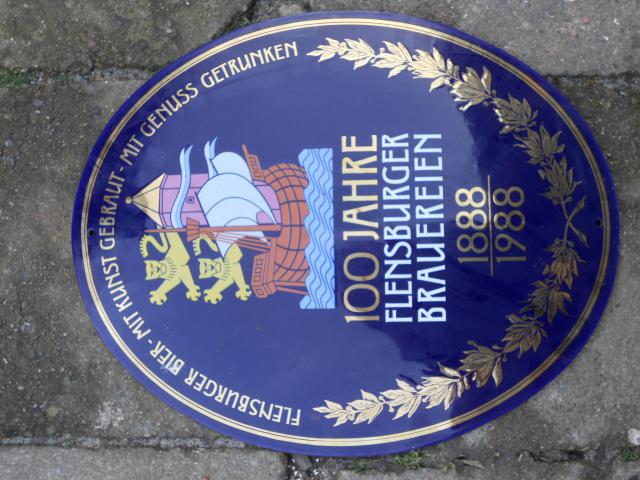 FLENSBURGER BIER - MIT KUNST GEBRAUT - MIT GENUSS GETRUNKEN
100 JAHRE
FLENSBURGER
BRAUEREIEN
1888
1988